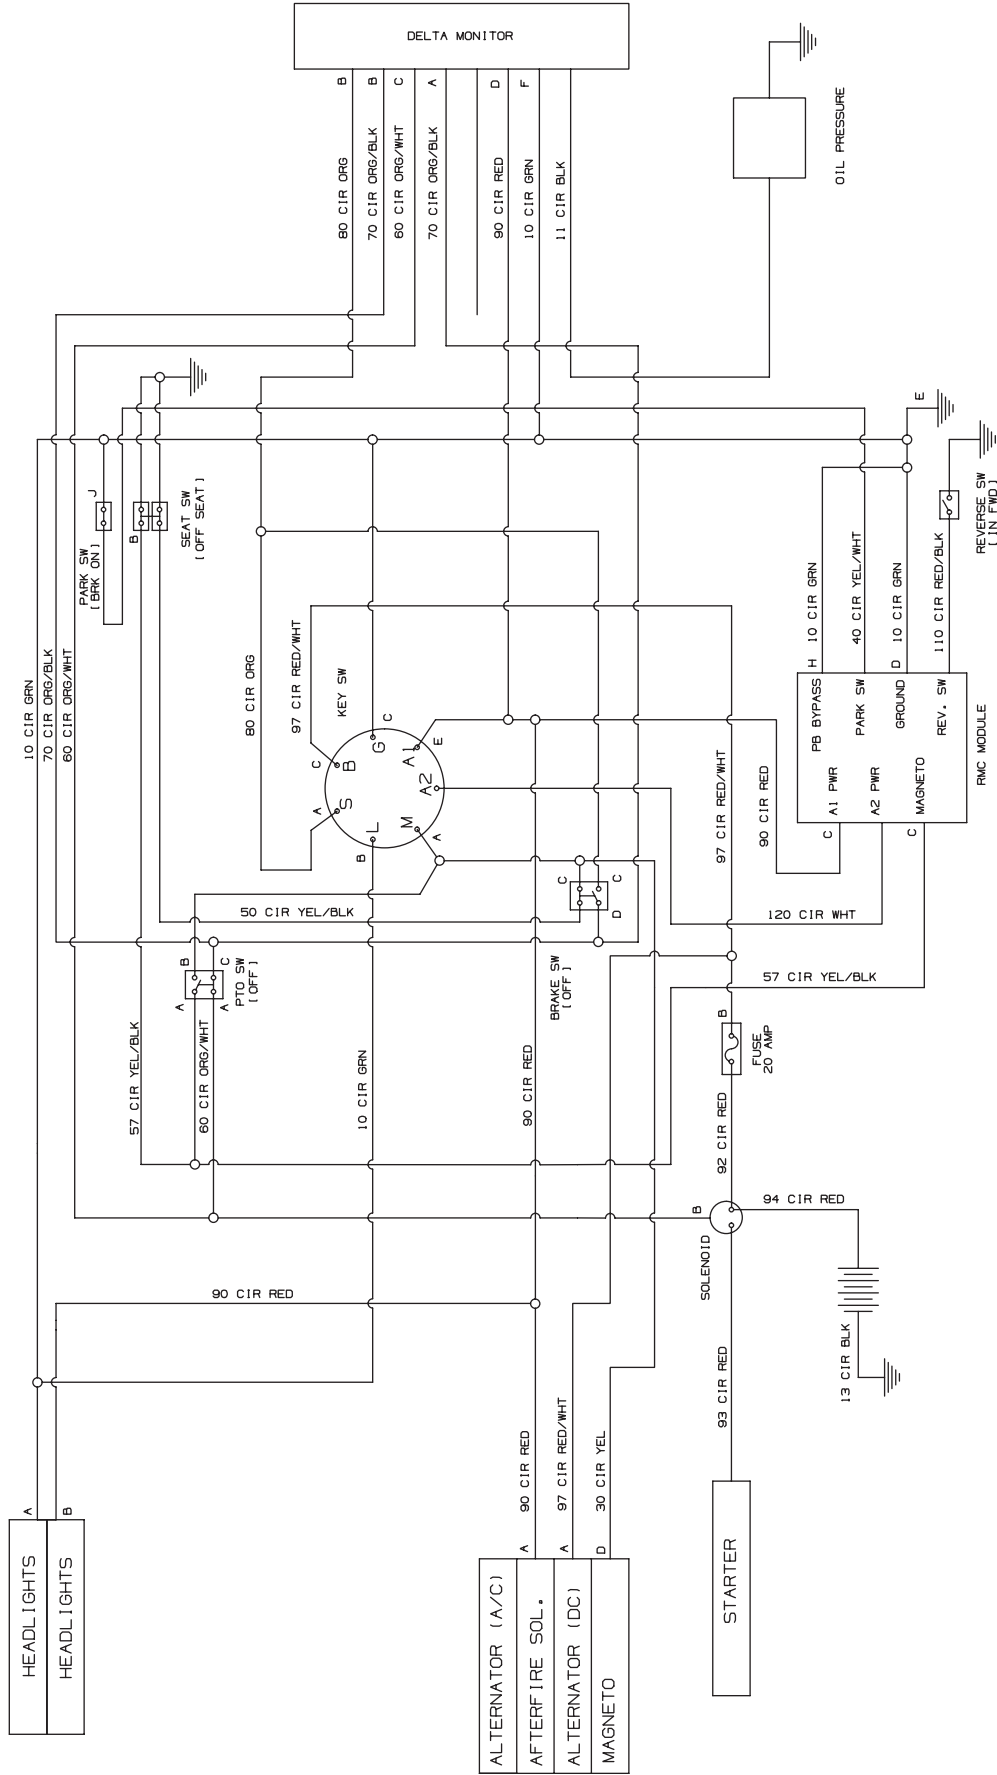 DELTA MONITOR
B
B
C
A
D
F
80 CIR ORG
70 CIR ORG/BLK
60 CIR ORG/WHT
70 CIR ORG/BLK
90 CIR RED
10 CIR GRN
11 CIR BLK
OIL PRESSURE
E
J
PARK SW
[BRK ON]
B
SEAT SW
[OFF SEAT]
REVERSE SW
[IN FWD]
10 CIR GRN
70 CIR ORG/BLK
60 CIR ORG/WHT
80 CIR ORG
97 CIR RED/WHT
KEY SW
C
B
A
S
B
L
C
G
E
A1
A2
M
A
H
10 CIR GRN
40 CIR YEL/WHT
D
10 CIR GRN
110 CIR RED/BLK
PB BYPASS
PARK SW
GROUND
REV. SW
A1 PWR
A2 PWR
MAGNETO
RMC MODULE
C
C
97 CIR RED/WHT
90 CIR RED
120 CIR WHT
57 CIR YEL/BLK
50 CIR YEL/BLK
C
C
D
BRAKE SW
[OFF]
B
C
A
A
PTO SW
[OFF]
57 CIR YEL/BLK
60 CIR ORG/WHT
10 CIR GRN
90 CIR RED
B
FUSE
20 AMP
92 CIR RED
B
SOLENOID
94 CIR RED
13 CIR BLK
93 CIR RED
90 CIR RED
A
B
HEADLIGHTS
HEADLIGHTS
90 CIR RED
97 CIR RED/WHT
30 CIR YEL
A
A
D
ALTERNATOR (A/C)
AFTERFIRE SOL.
ALTERNATOR (DC)
MAGNETO
STARTER